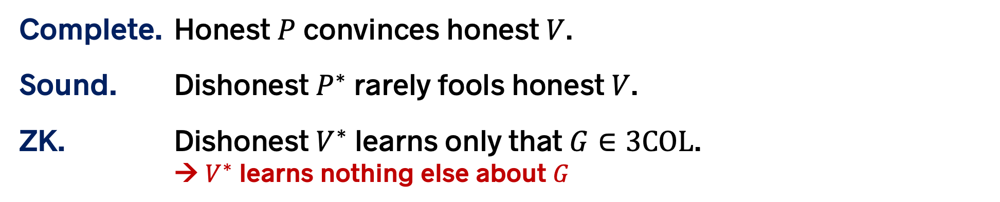 Complete. Honest P convinces honest V.
Sound. Dishonest P* rarely fools honest V.
ZK. Dishonest V* learns only that G ∈ 3COL.
→ V* learns nothing else about G